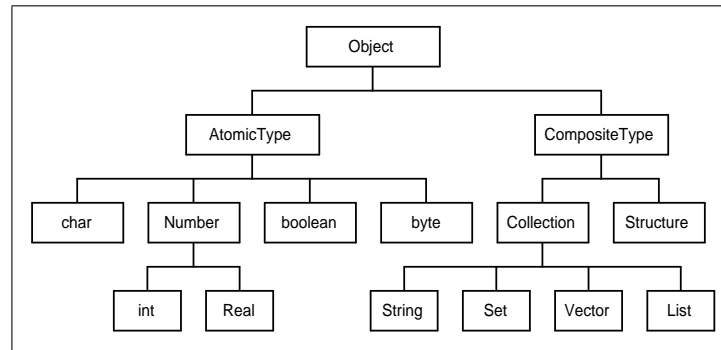 Object
AtomicType CompositeType
char Number boolean byte Collection Structure
int Real String Set Vector List